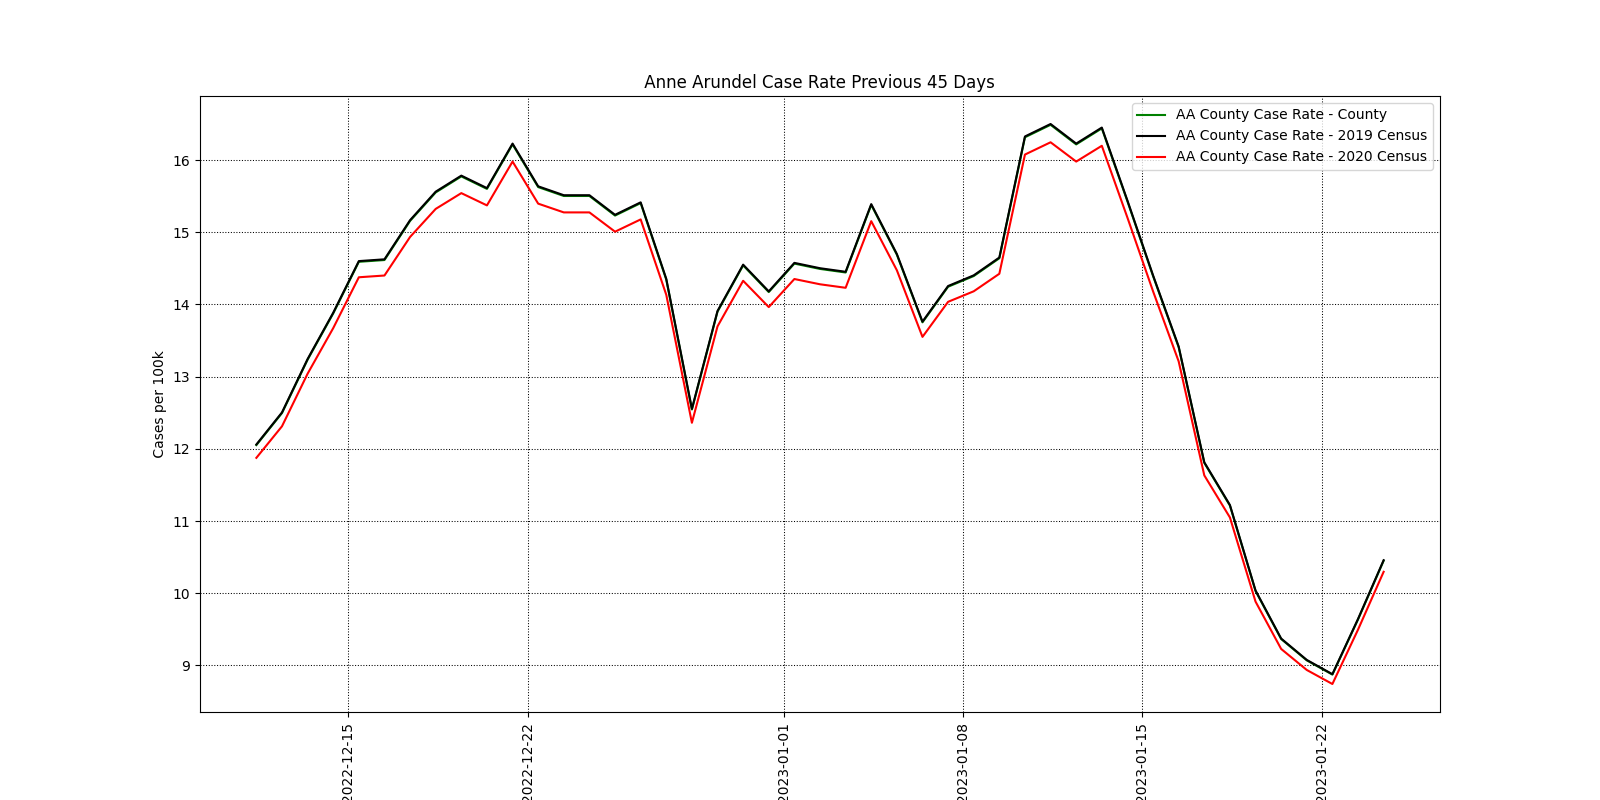 Anne Arundel Case Rate Previous 45 Days
AA County Case Rate - County
AA County Case Rate - 2019 Census
AA County Case Rate - 2020 Census
Cases per 100k
16
15
14
13
12
11
10
9
2022-12-15
2022-12-22
2023-01-01
2023-01-08
2023-01-15
2023-01-22